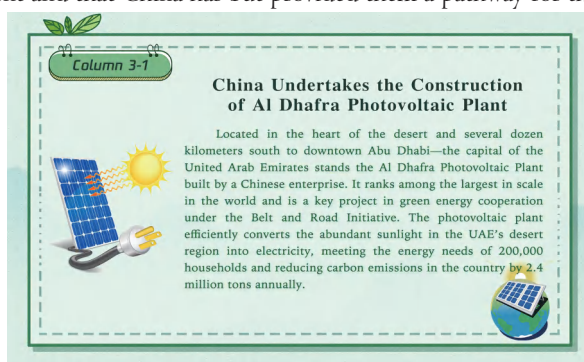 that China has
Column 3-1
China Undertakes the Construction
of Al Dhafra Photovoltaic Plant
Located in the heart of the desert and several dozen
kilometers south to downtown Abu Dhabi—the capital of the
United Arab Emirates stands the Al Dhafra Photovoltaic Plant
built by a Chinese enterprise. It ranks among the largest in scale
in the world and is a key project in green energy cooperation
under the Belt and Road Initiative. The photovoltaic plant
efficiently converts the abundant sunlight in the UAE's desert
region into electricity, meeting the energy needs of 200,000
households and reducing carbon emissions in the country by 2.4
million tons annually.